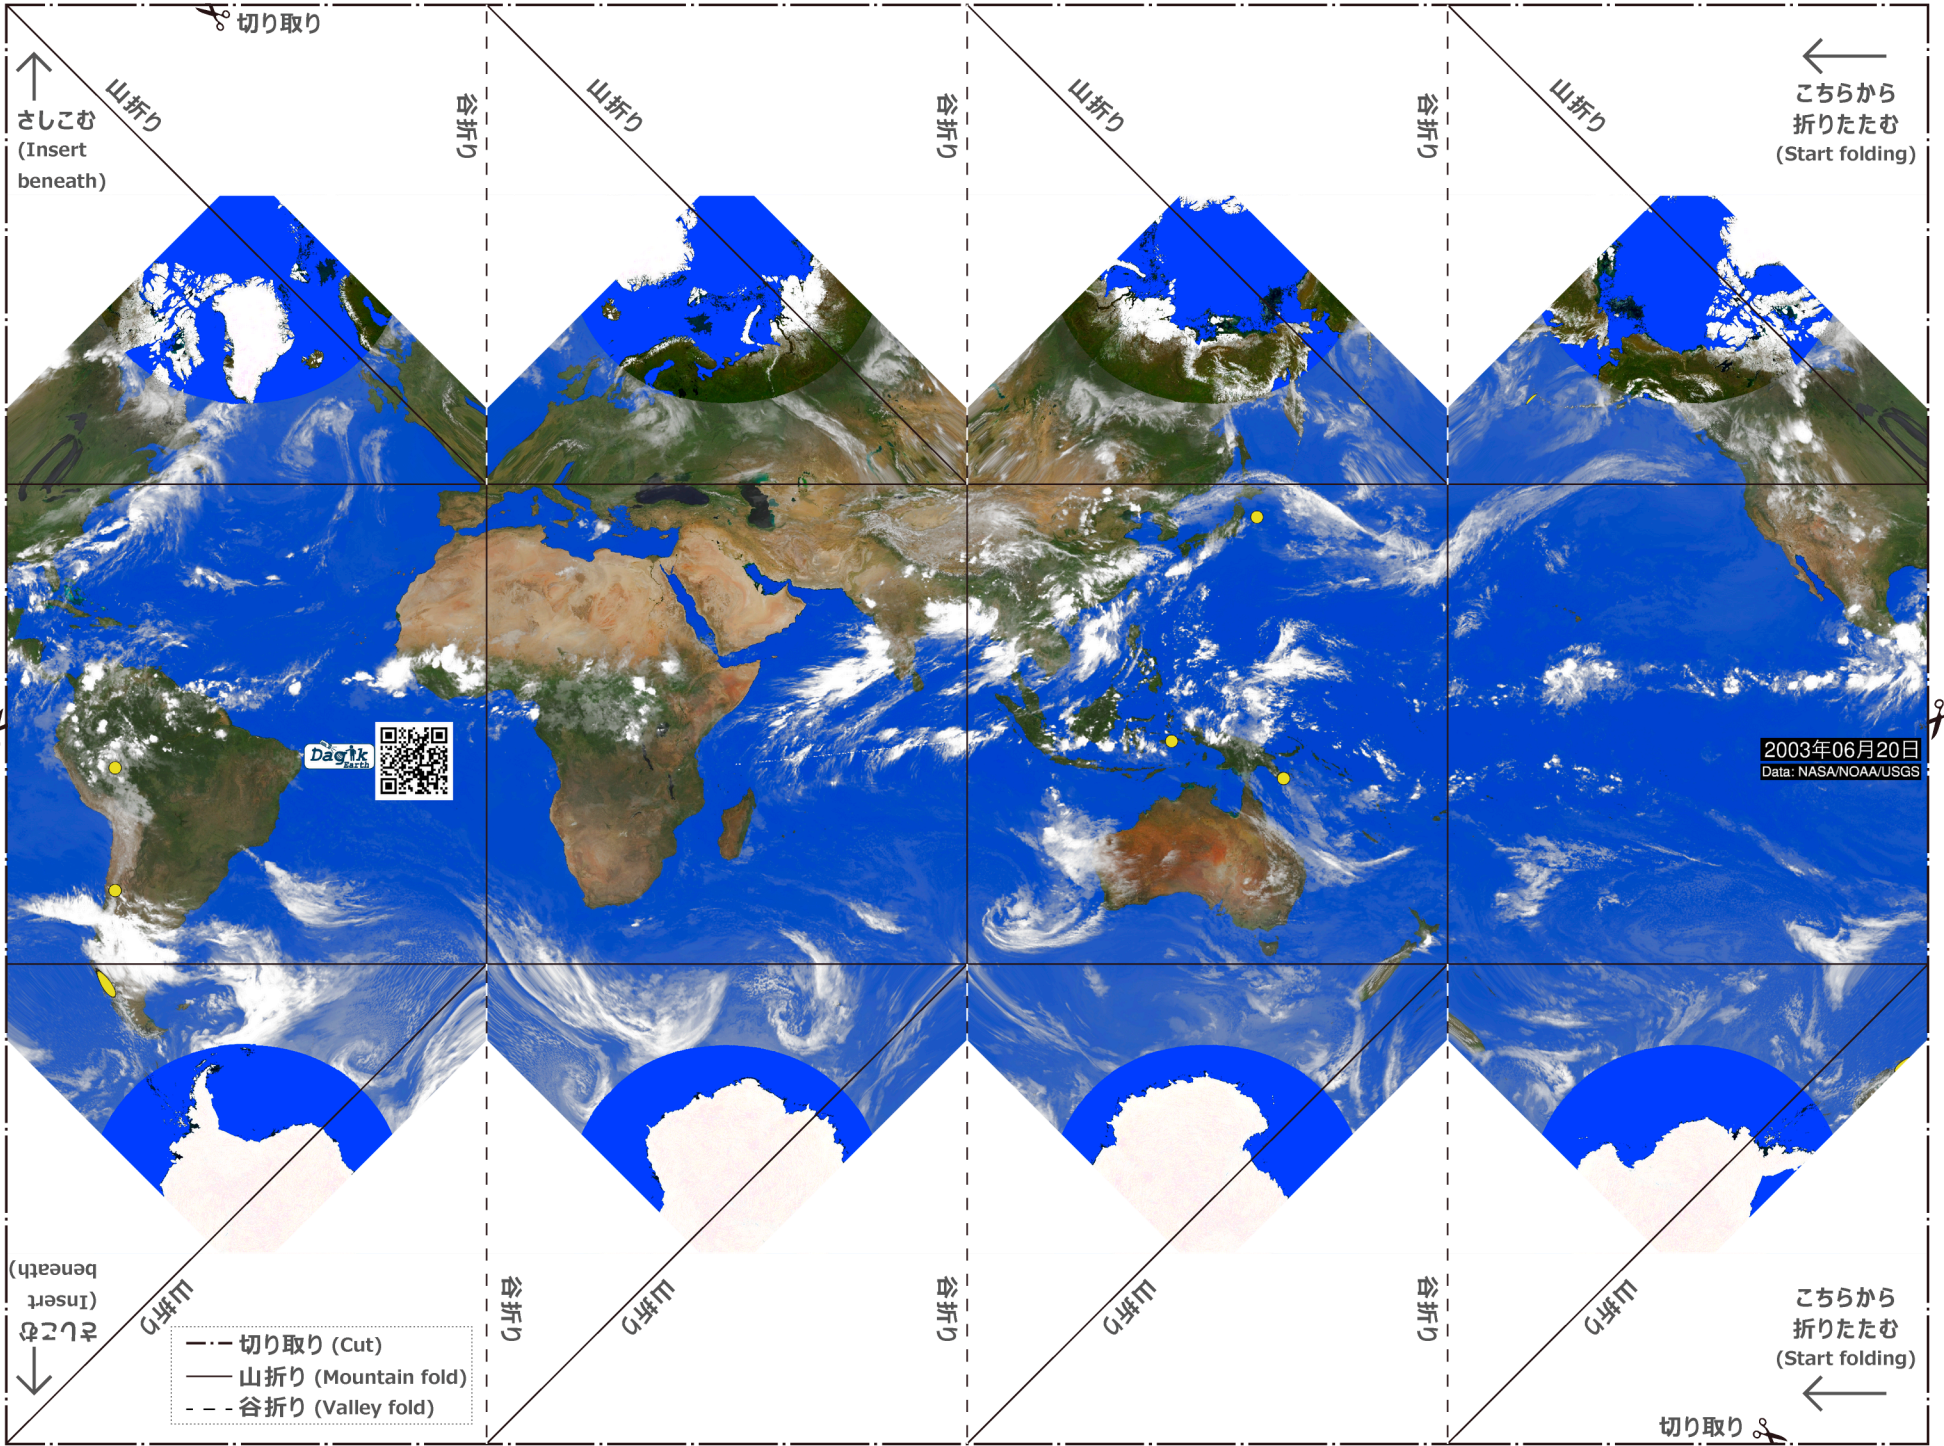 切り取り
山折り
谷折り
山折り
谷折り
山折り
谷折り
山折り
さしこむ
(Insert
beneath)
こちらから
折りたたむ
(Start folding)
Dagik
Earth
2003年06月20日
Data: NASA/NOAA/USGS
さしこむ
(Insert
beneath)
山折り
谷折り
山折り
谷折り
山折り
谷折り
山折り
こちらから
折りたたむ
(Start folding)
切り取り (Cut)
山折り (Mountain fold)
谷折り (Valley fold)
切り取り